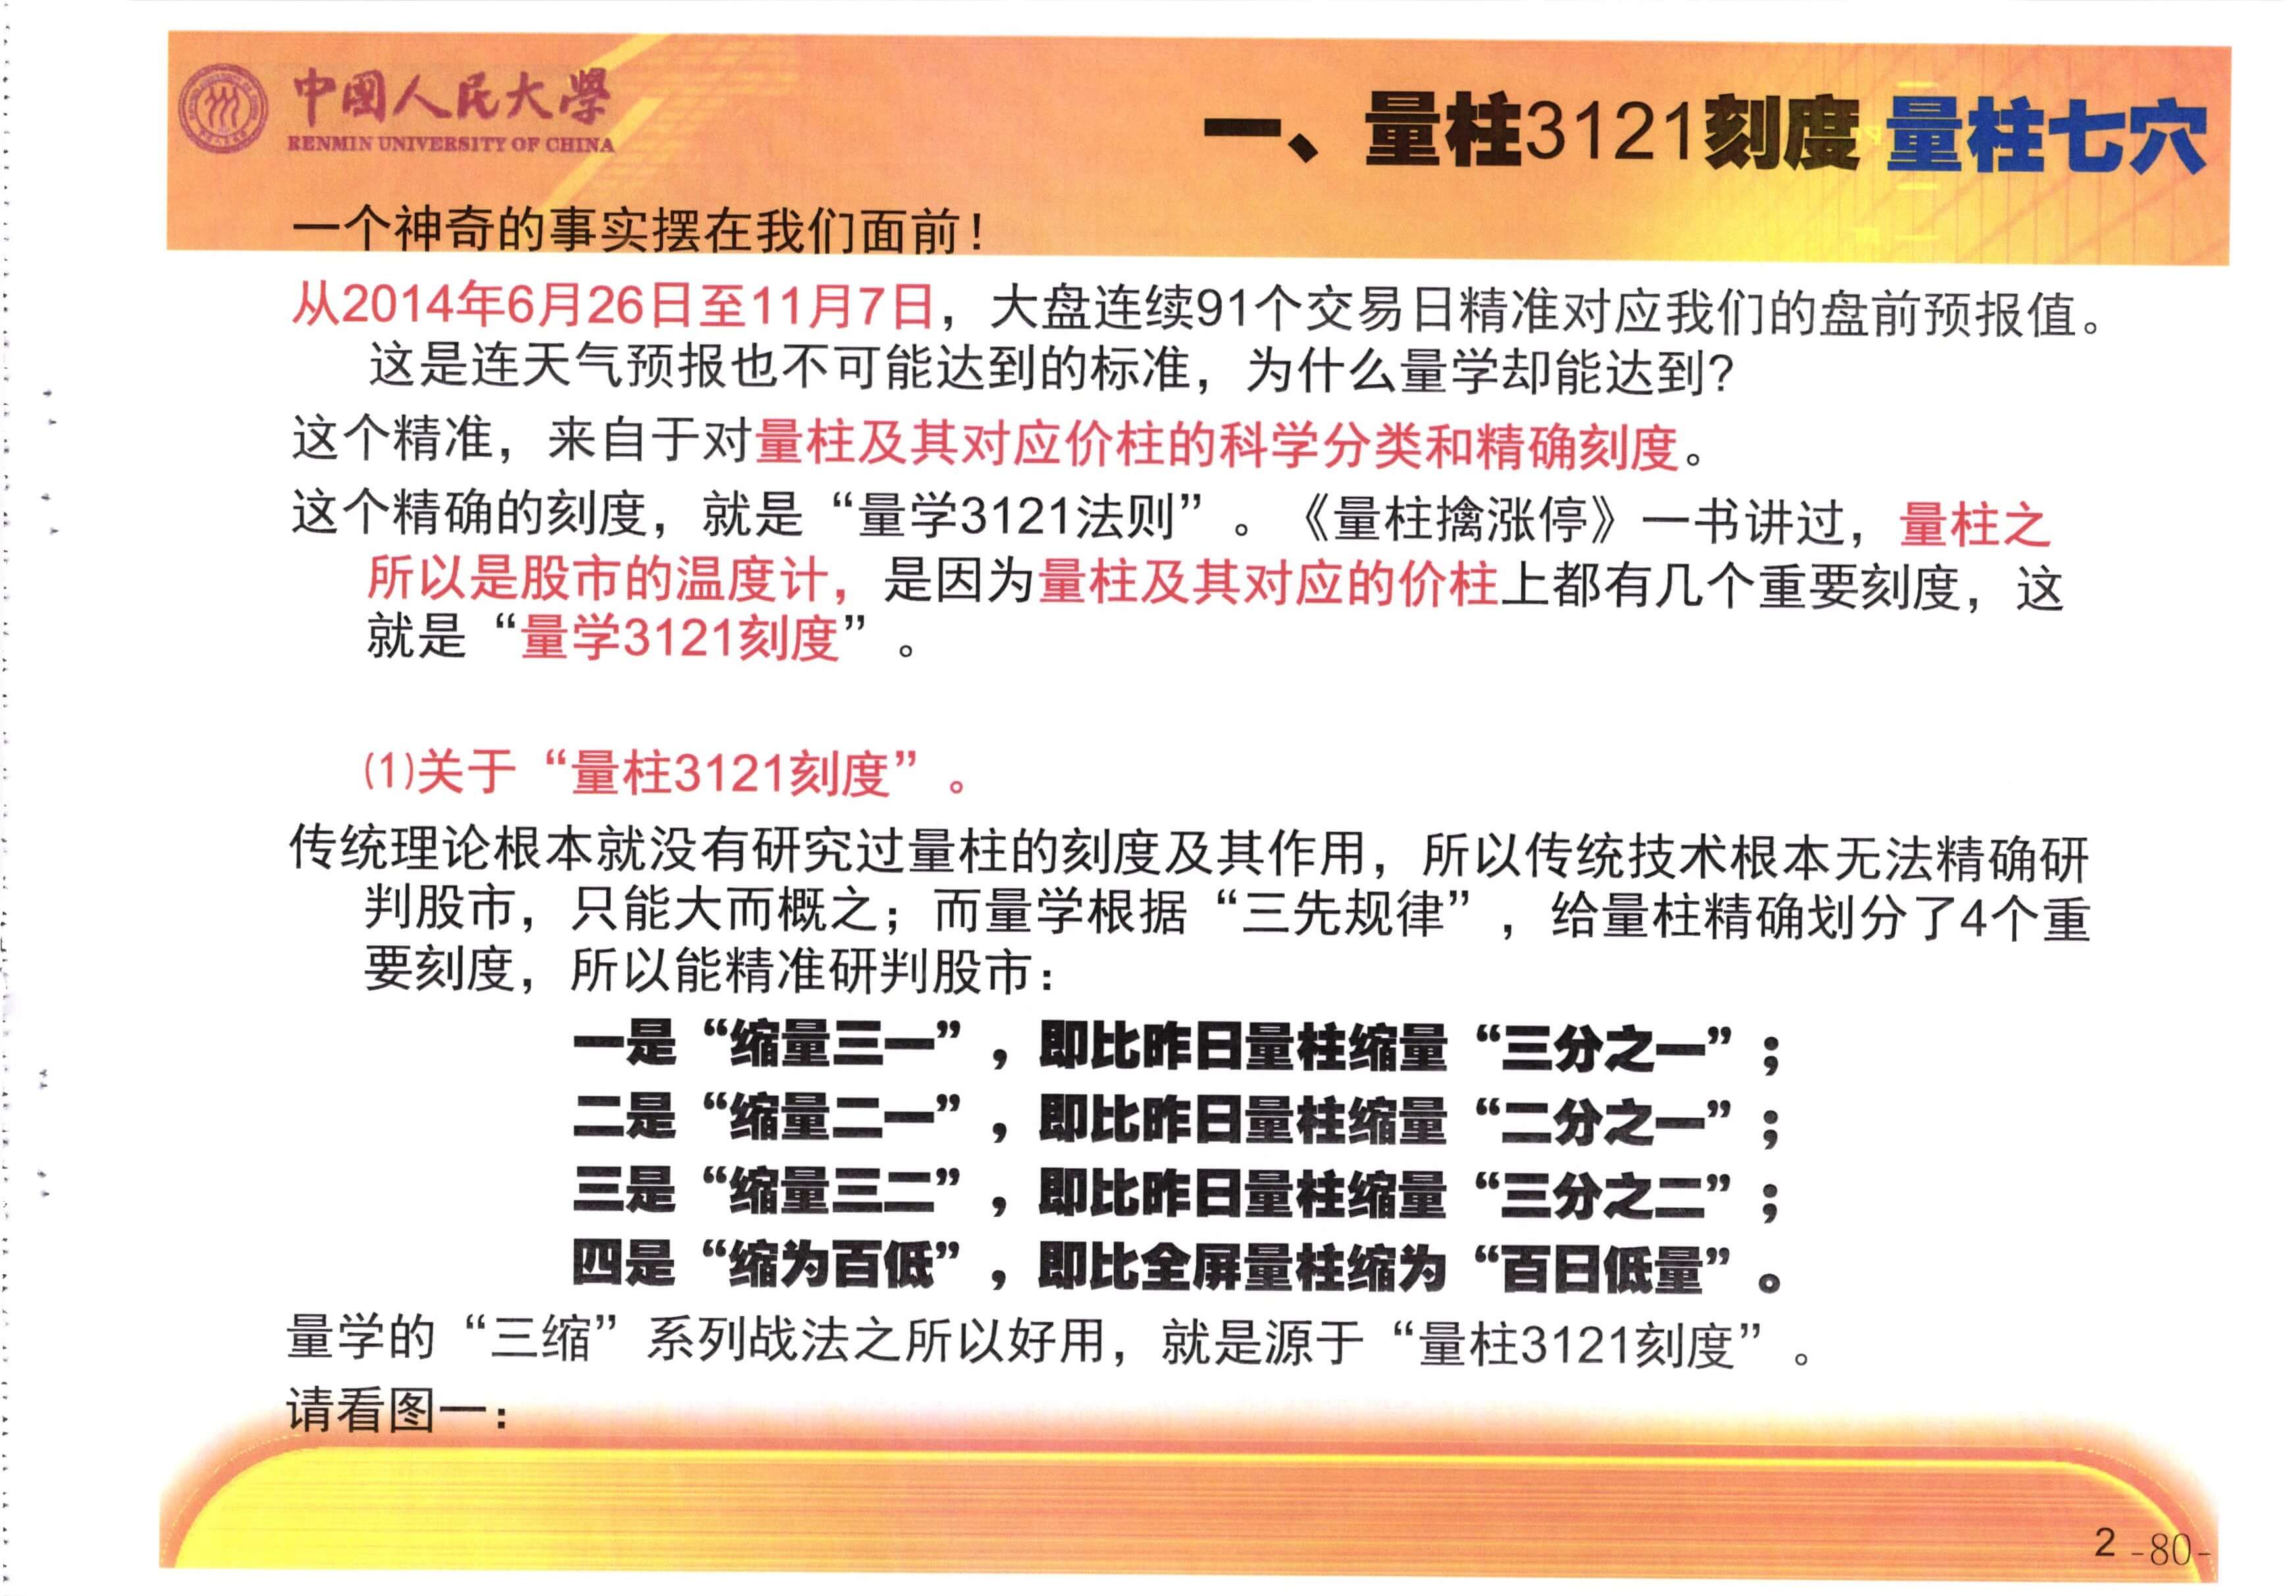 中國人民大學
RENMIN UNIVERSITY OF CHINA
一、量柱3121刻度 量柱七穴
一个神奇的事实摆在我们面前！
从2014年6月26日至11月7日，大盘连续91个交易日精准对应我们的盘前预报值。
这是连天气预报也不可能达到的标准，为什么量学却能达到？
这个精准，来自于对量柱及其对应价柱的科学分类和精确刻度。
这个精确的刻度，就是“量学3121法则”。《量柱擒涨停》一书讲过，量柱之
所以是股市的温度计，是因为量柱及其对应的价柱上都有几个重要刻度，这
就是“量学3121刻度”。
⑴关于“量柱3121刻度”。
传统理论根本就没有研究过量柱的刻度及其作用，所以传统技术根本无法精确研
判股市，只能大而概之；而量学根据“三先规律”，给量柱精确划分了4个重
要刻度，所以能精准研判股市：
一是“缩量三一”，即比昨日量柱缩量“三分之一”；
二是“缩量二一”，即比昨日量柱缩量“二分之一”；
三是“缩量三二”，即比昨日量柱缩量“三分之二”；
四是“缩为百低”，即比全屏量柱缩为“百日低量”。
量学的“三缩”系列战法之所以好用，就是源于“量柱3121刻度”。
请看图一：
2 -80-